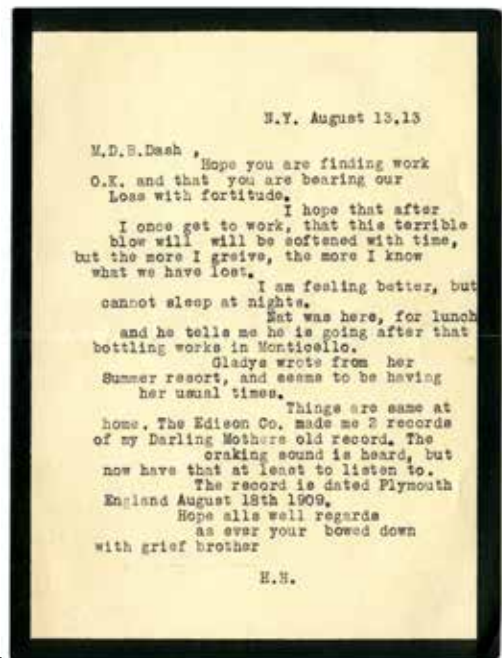 N.Y. August 13,13
M.D.B.Dash ,
Hope you are finding work
O.K. and that you are bearing our
Loss with fortitude.
I hope that after
I once get to work, that this terrible
blow will will be softened with time,
but the more I greive, the more I know
what we have lost.
I am feeling better, but
cannot sleep at nights.
Nat was here, for lunch
and he tells me he is going after that
bottling works in Monticello.
Gladys wrote from her
Summer resort, and seems to be having
her usual times.
Things are same at
home. The Edison Co. made me 2 records
of my Darling Mothers old record. The
craking sound is heard, but
now have that at least to listen to.
The record is dated Plymouth
England August 18th 1909.
Hope alls well regards
as ever your bowed down
with grief brother
H.H.